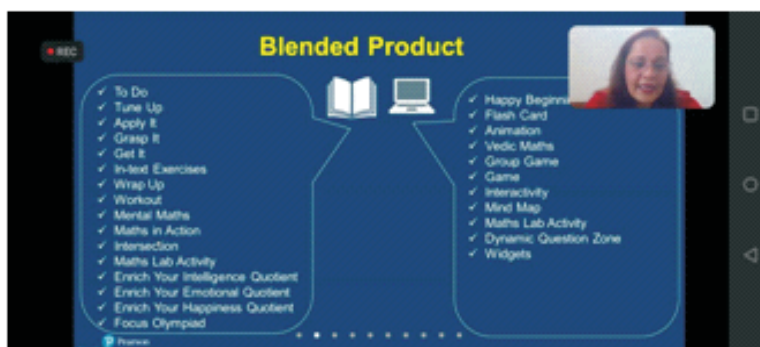 REC
Blended Product
✓ To Do
✓ Tune Up
✓ Apply It
✓ Grasp It
✓ Get It
✓ In-text Exercises
✓ Wrap Up
✓ Workout
✓ Mental Maths
✓ Maths in Action
✓ Intersection
✓ Maths Lab Activity
✓ Enrich Your Intelligence Quotient
✓ Enrich Your Emotional Quotient
✓ Enrich Your Happiness Quotient
✓ Focus Olympiad
✓ Happy Beginni
✓ Flash Card
✓ Animation
✓ Vedic Maths
✓ Group Game
✓ Game
✓ Interactivity
✓ Mind Map
✓ Maths Lab Activity
✓ Dynamic Question Zone
✓ Widgets
Pearson